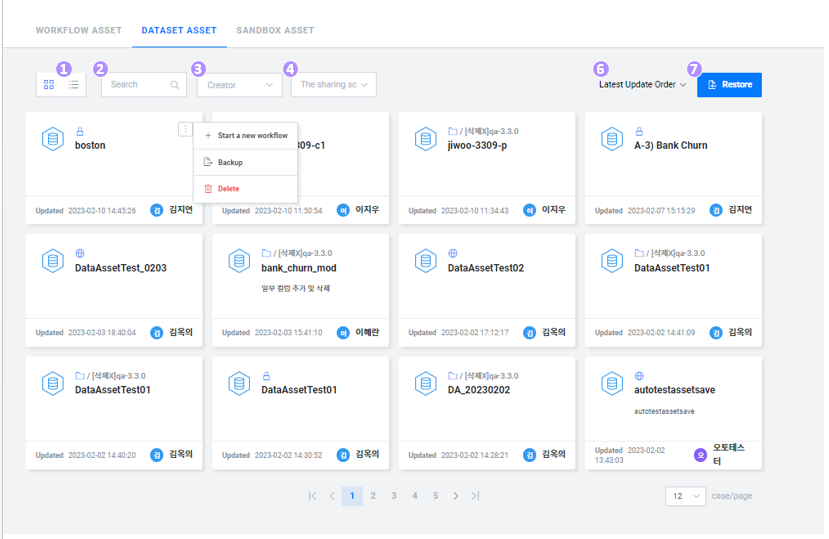 WORKFLOW ASSET DATASET ASSET SANDBOX ASSET
1 2 3 4 6 7
Search Creator The sharing sc Latest Update Order Restore
boston
Updated 2023-02-10 14:45:26 김 김지연
+ Start a new workflow
Backup
Delete
309-c1
Updated 2023-02-10 11:50:54 이 이지우
/ [삭제X]qa-3.3.0
jiwoo-3309-p
Updated 2023-02-10 11:34:43 이 이지우
A-3) Bank Churn
Updated 2023-02-07 15:15:29 김 김지연
DataAssetTest_0203
Updated 2023-02-03 18:40:04 김 김옥의
/ [삭제X]qa-3.3.0
bank_churn_mod
일부 컬럼 추가 및 삭제
Updated 2023-02-03 15:41:10 이 이혜란
DataAssetTest02
Updated 2023-02-02 17:12:17 김 김옥의
/ [삭제X]qa-3.3.0
DataAssetTest01
Updated 2023-02-02 14:41:09 김 김옥의
/ [삭제X]qa-3.3.0
DataAssetTest01
Updated 2023-02-02 14:40:20 김 김옥의
DataAssetTest01
Updated 2023-02-02 14:30:52 김 김옥의
/ [삭제X]qa-3.3.0
DA_20230202
Updated 2023-02-02 14:28:21 김 김옥의
autotestassetsave
autotestassetsave
Updated 2023-02-02
13:43:03
오 오토테스
터
1 2 3 4 5
12 case/page